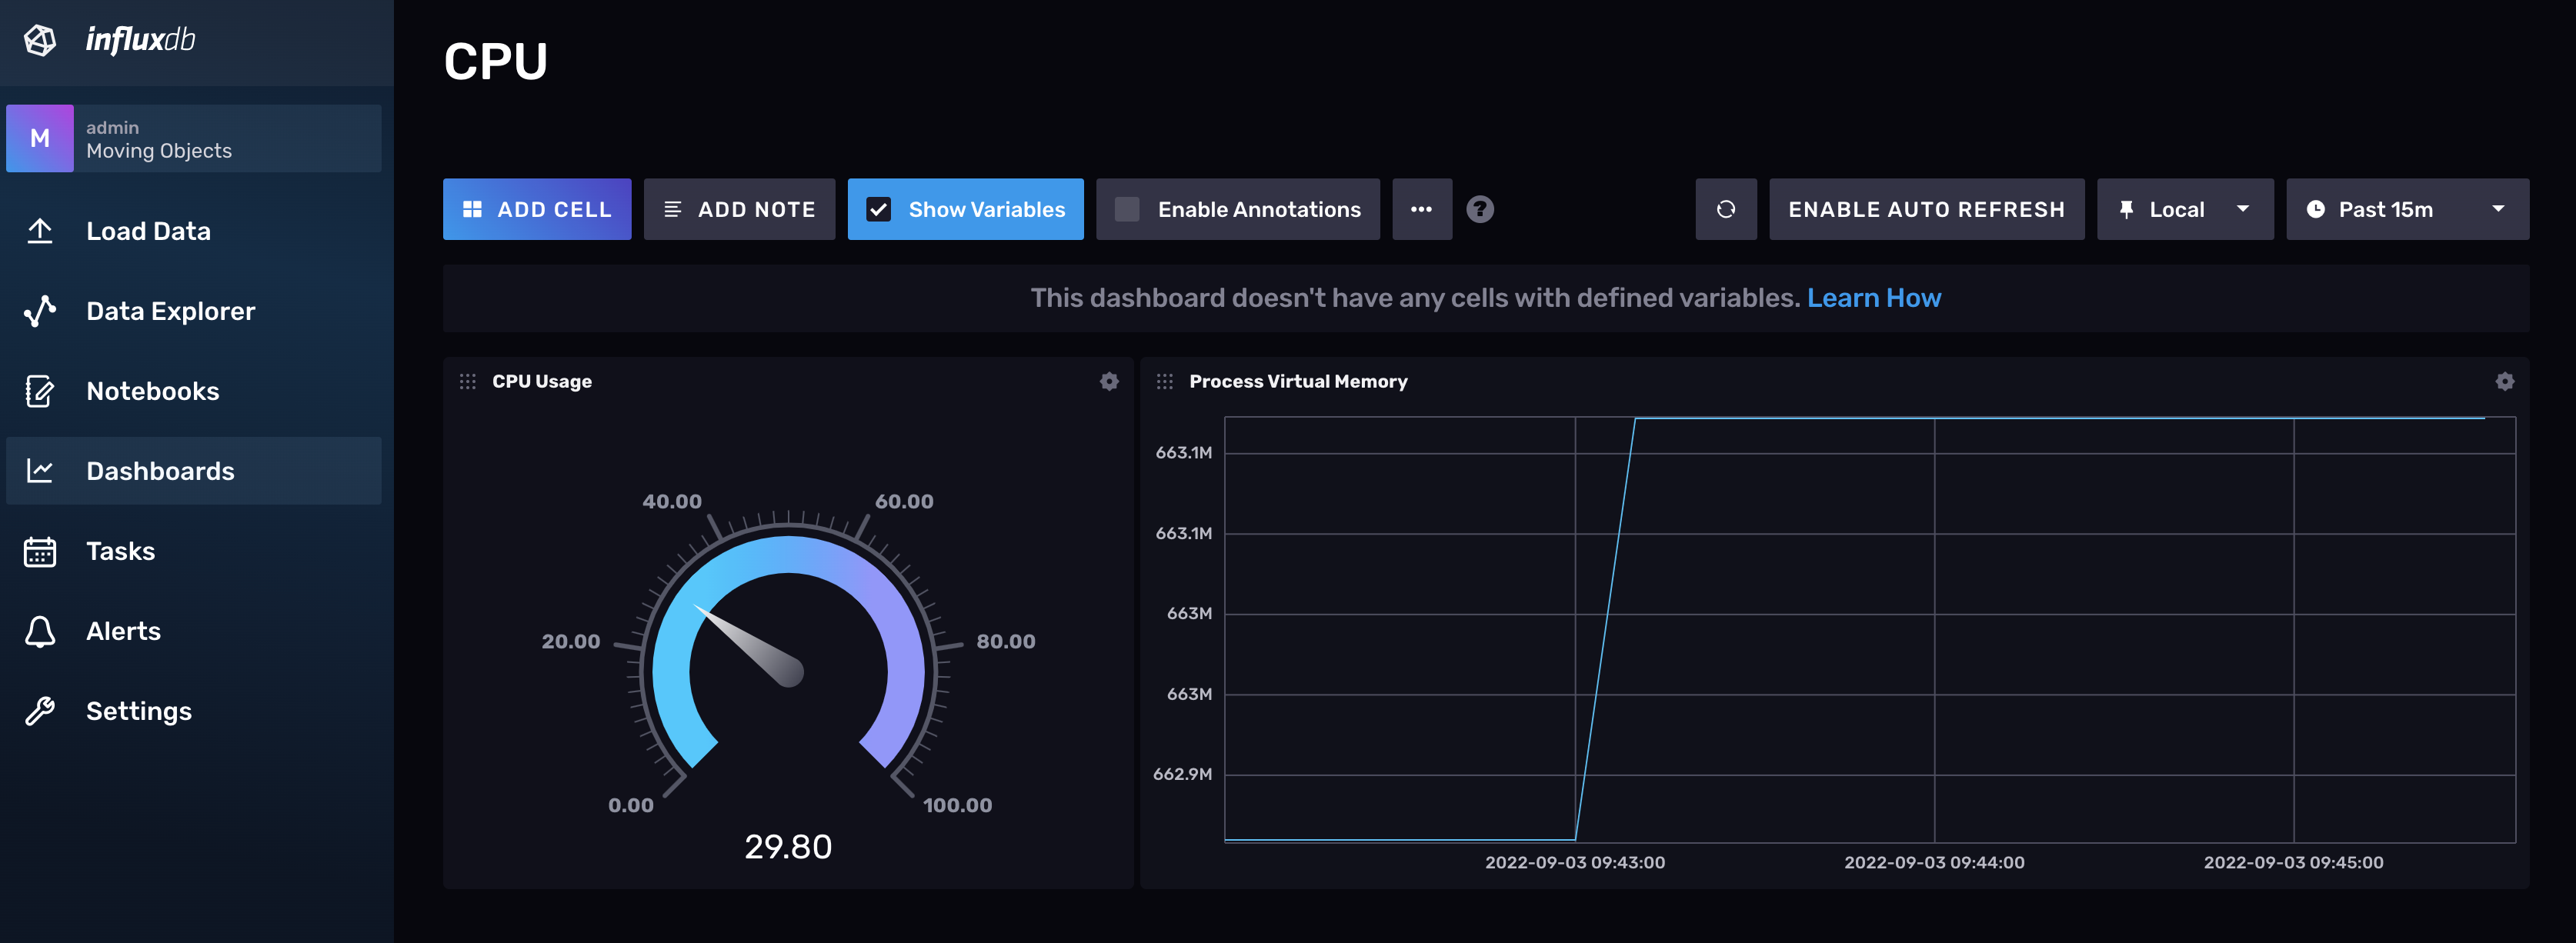 influxdb
M
admin
Moving Objects
Load Data
Data Explorer
Notebooks
Dashboards
Tasks
Alerts
Settings
CPU
ADD CELL
ADD NOTE
Show Variables
Enable Annotations
?
ENABLE AUTO REFRESH
Local
Past 15m
This dashboard doesn't have any cells with defined variables. Learn How
CPU Usage
40.00
60.00
20.00
80.00
0.00
100.00
29.80
Process Virtual Memory
663.1M
663.1M
663M
663M
662.9M
2022-09-03 09:43:00
2022-09-03 09:44:00
2022-09-03 09:45:00